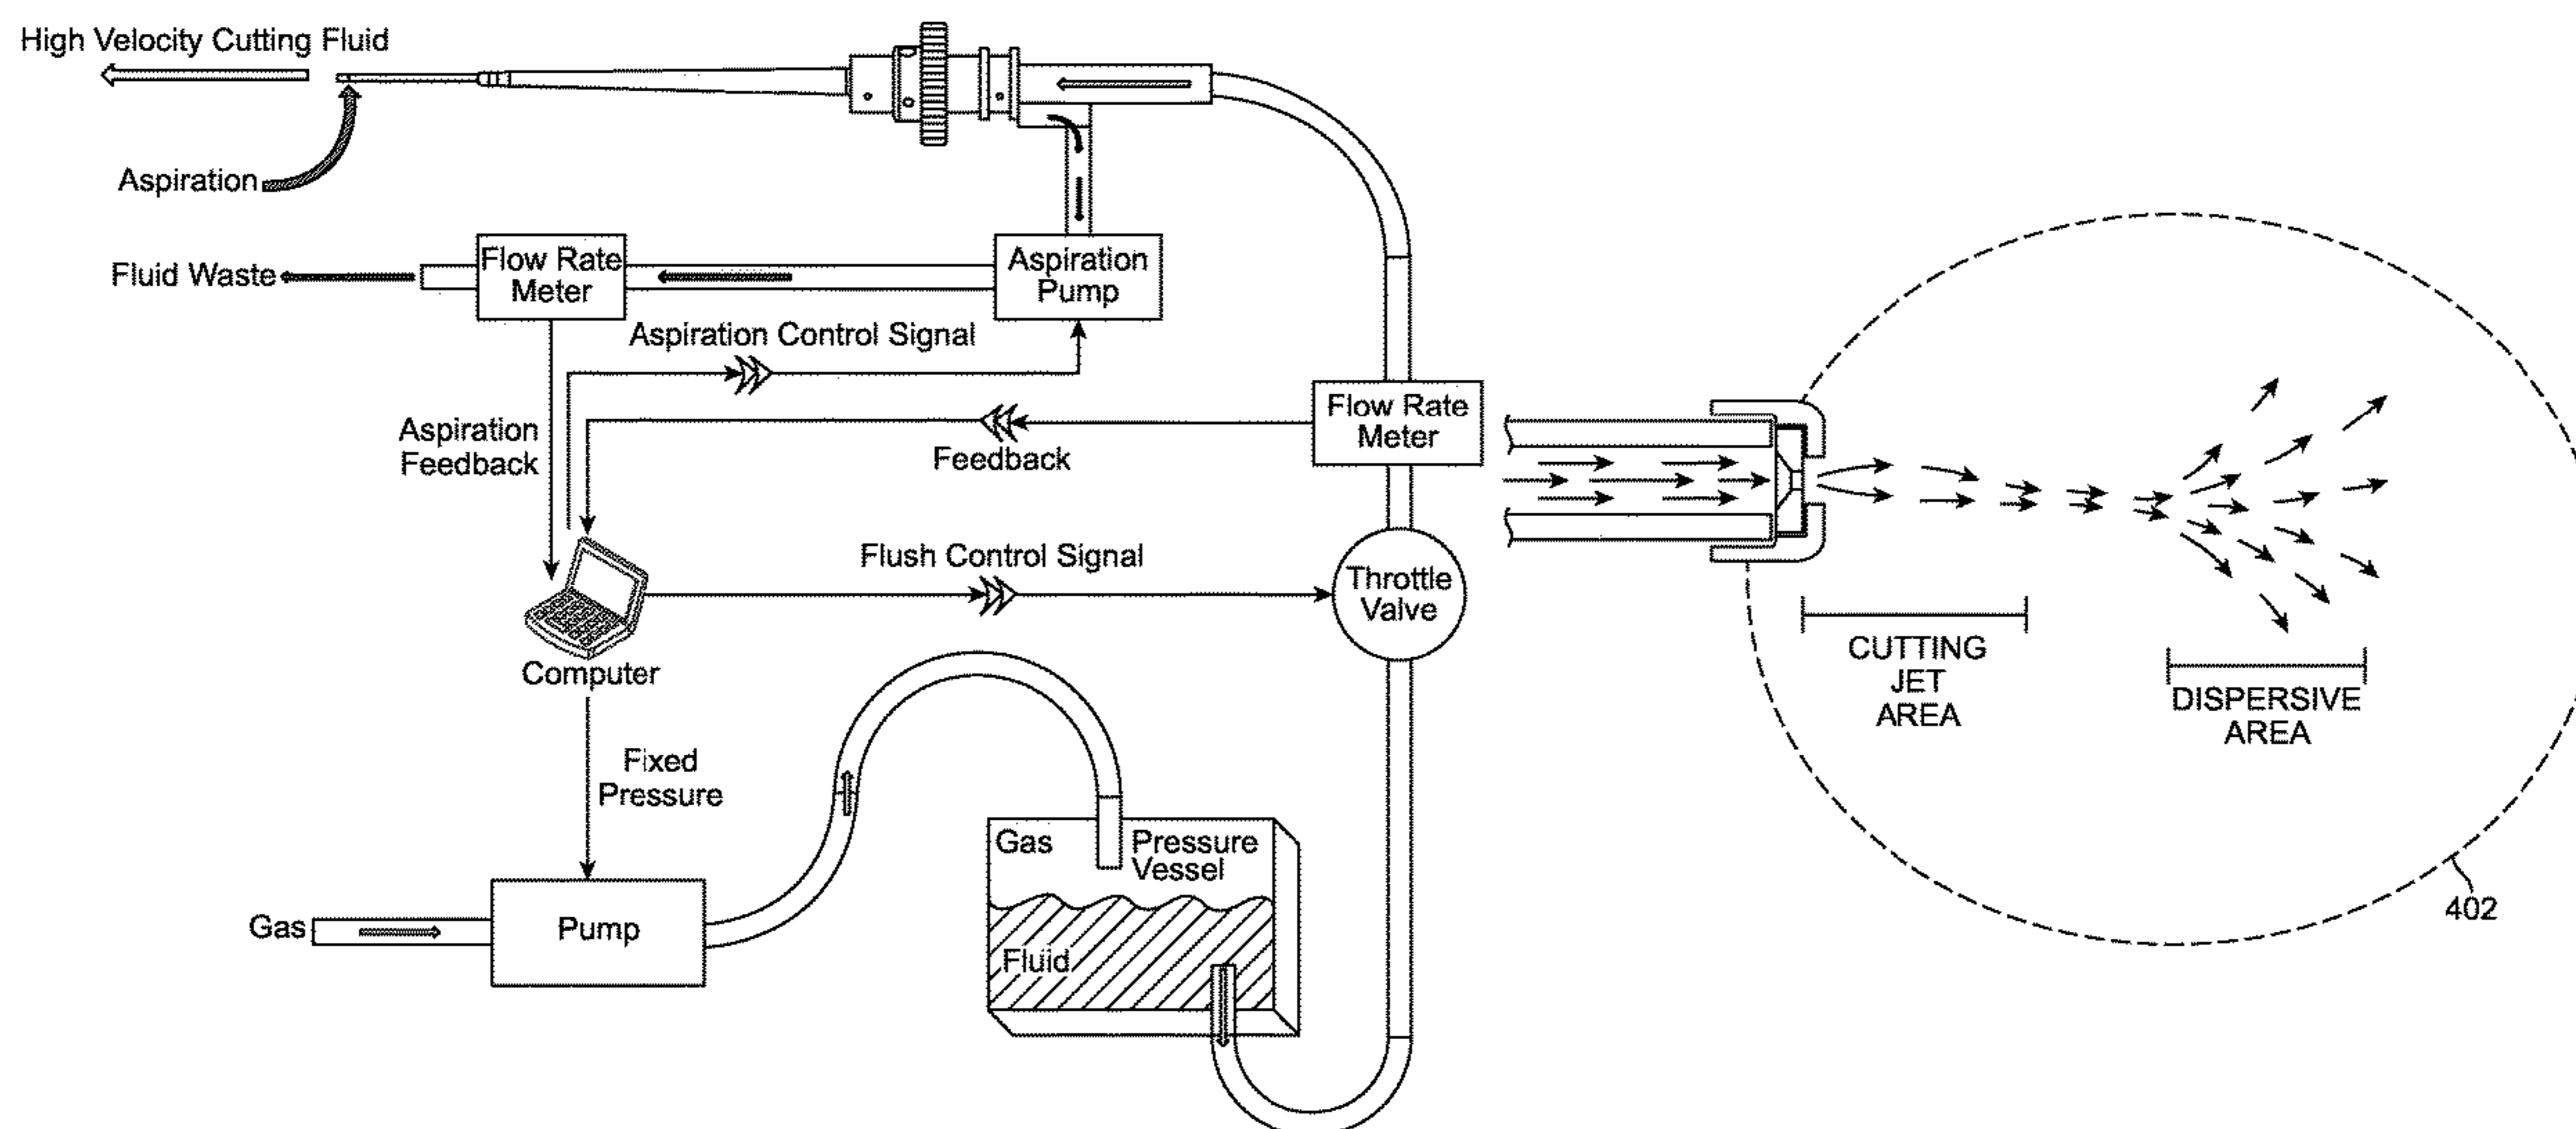 High Velocity Cutting Fluid
Aspiration
Fluid Waste
Flow Rate
Meter
Aspiration
Pump
Aspiration Control Signal
Aspiration
Feedback
Feedback
Flow Rate
Meter
Flush Control Signal
Throttle
Valve
Computer
Fixed
Pressure
Gas
Pump
Gas
Pressure
Vessel
Fluid
CUTTING
JET
AREA
DISPERSIVE
AREA
402